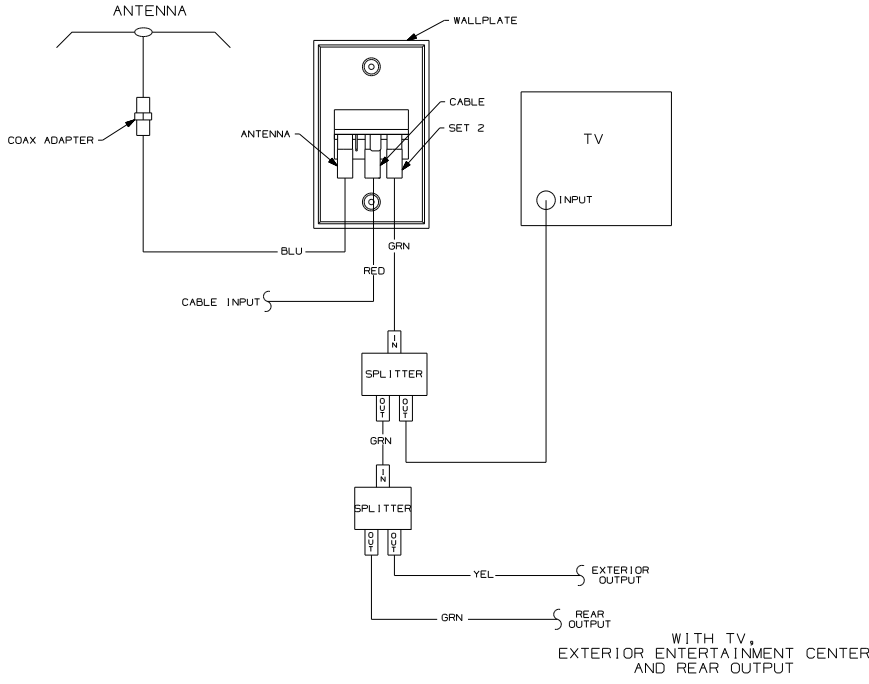 ANTENNA
WALLPLATE
COAX ADAPTER
ANTENNA
CABLE
SET 2
TV
INPUT
BLU
GRN
RED
CABLE INPUT
IN
SPLITTER
OUT
OUT
GRN
IN
SPLITTER
OUT
OUT
YEL
EXTERIOR
OUTPUT
GRN
REAR
OUTPUT
WITH TV,
EXTERIOR ENTERTAINMENT CENTER
AND REAR OUTPUT